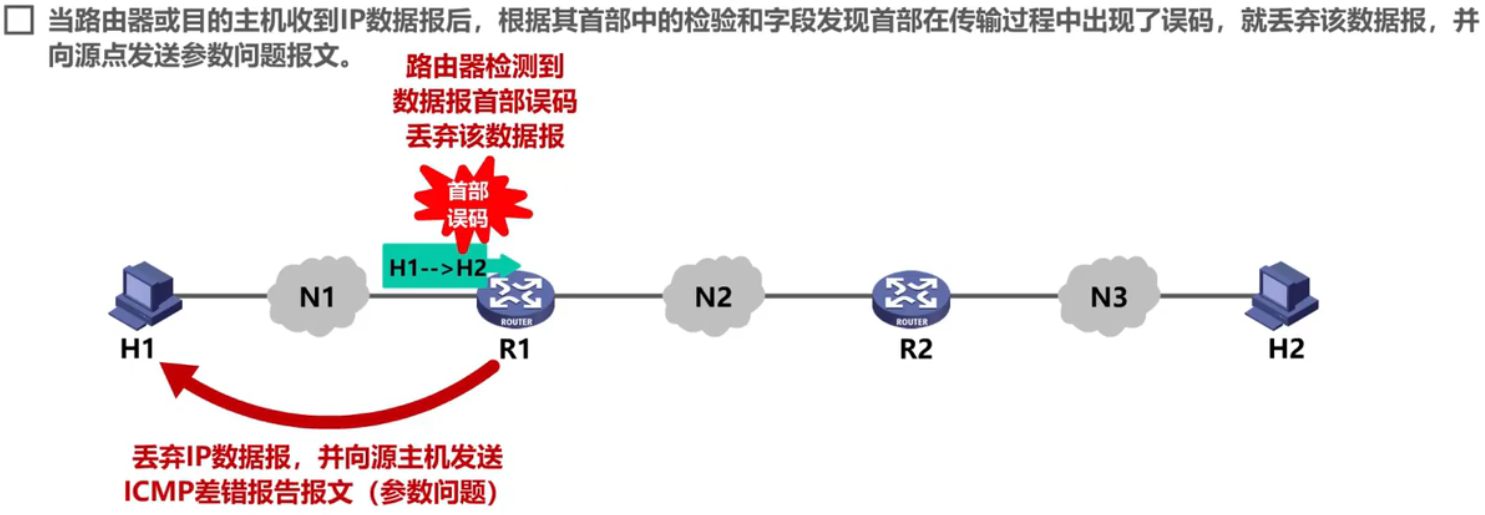 当路由器或目的主机收到IP数据报后，根据其首部中的检验和字段发现首部在传输过程中出现了误码，就丢弃该数据报，并
向源点发送参数问题报文。
路由器检测到
数据报首部误码
丢弃该数据报
首部
误码
H1-->H2
N1
N2
N3
ROUTER
ROUTER
H1
R1
R2
H2
丢弃IP数据报，并向源主机发送
ICMP差错报告报文（参数问题）